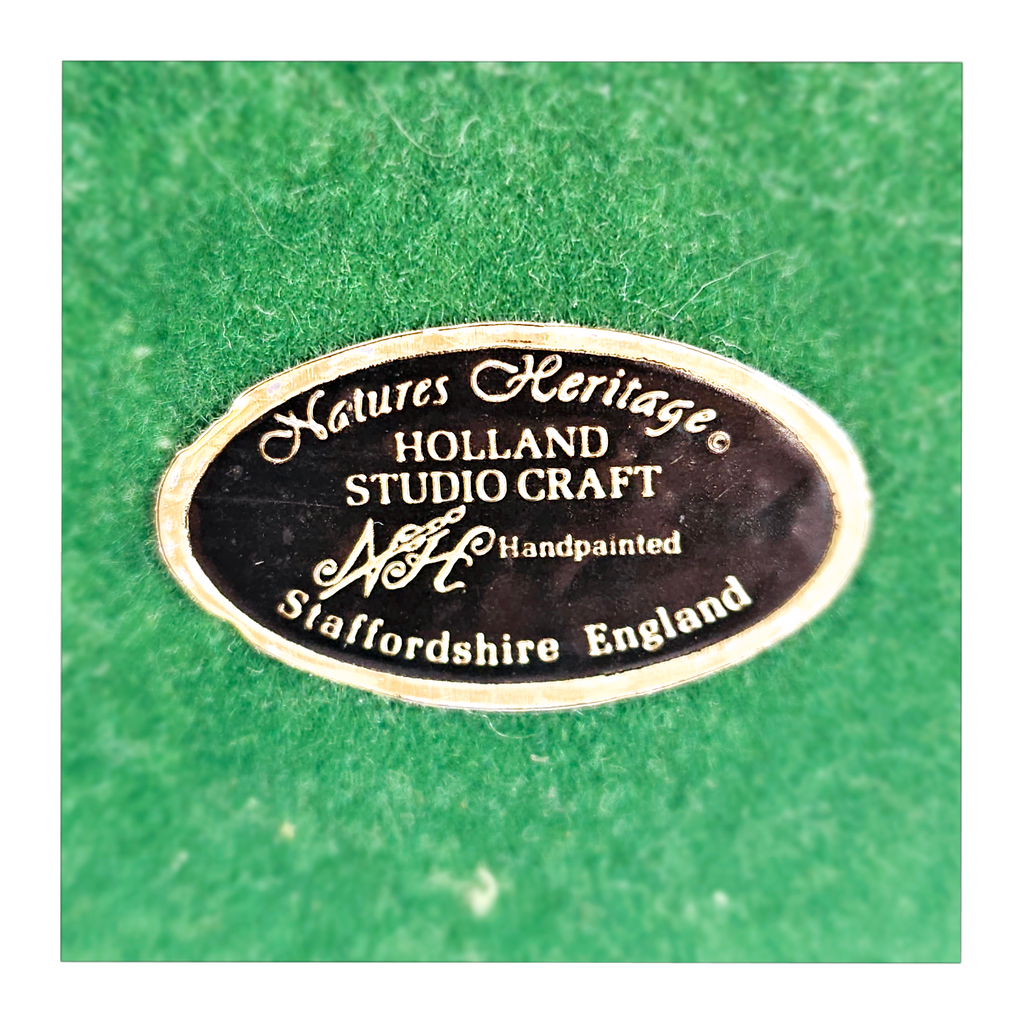 Natures Heritage©
HOLLAND
STUDIO CRAFT
NH Handpainted
Staffordshire England